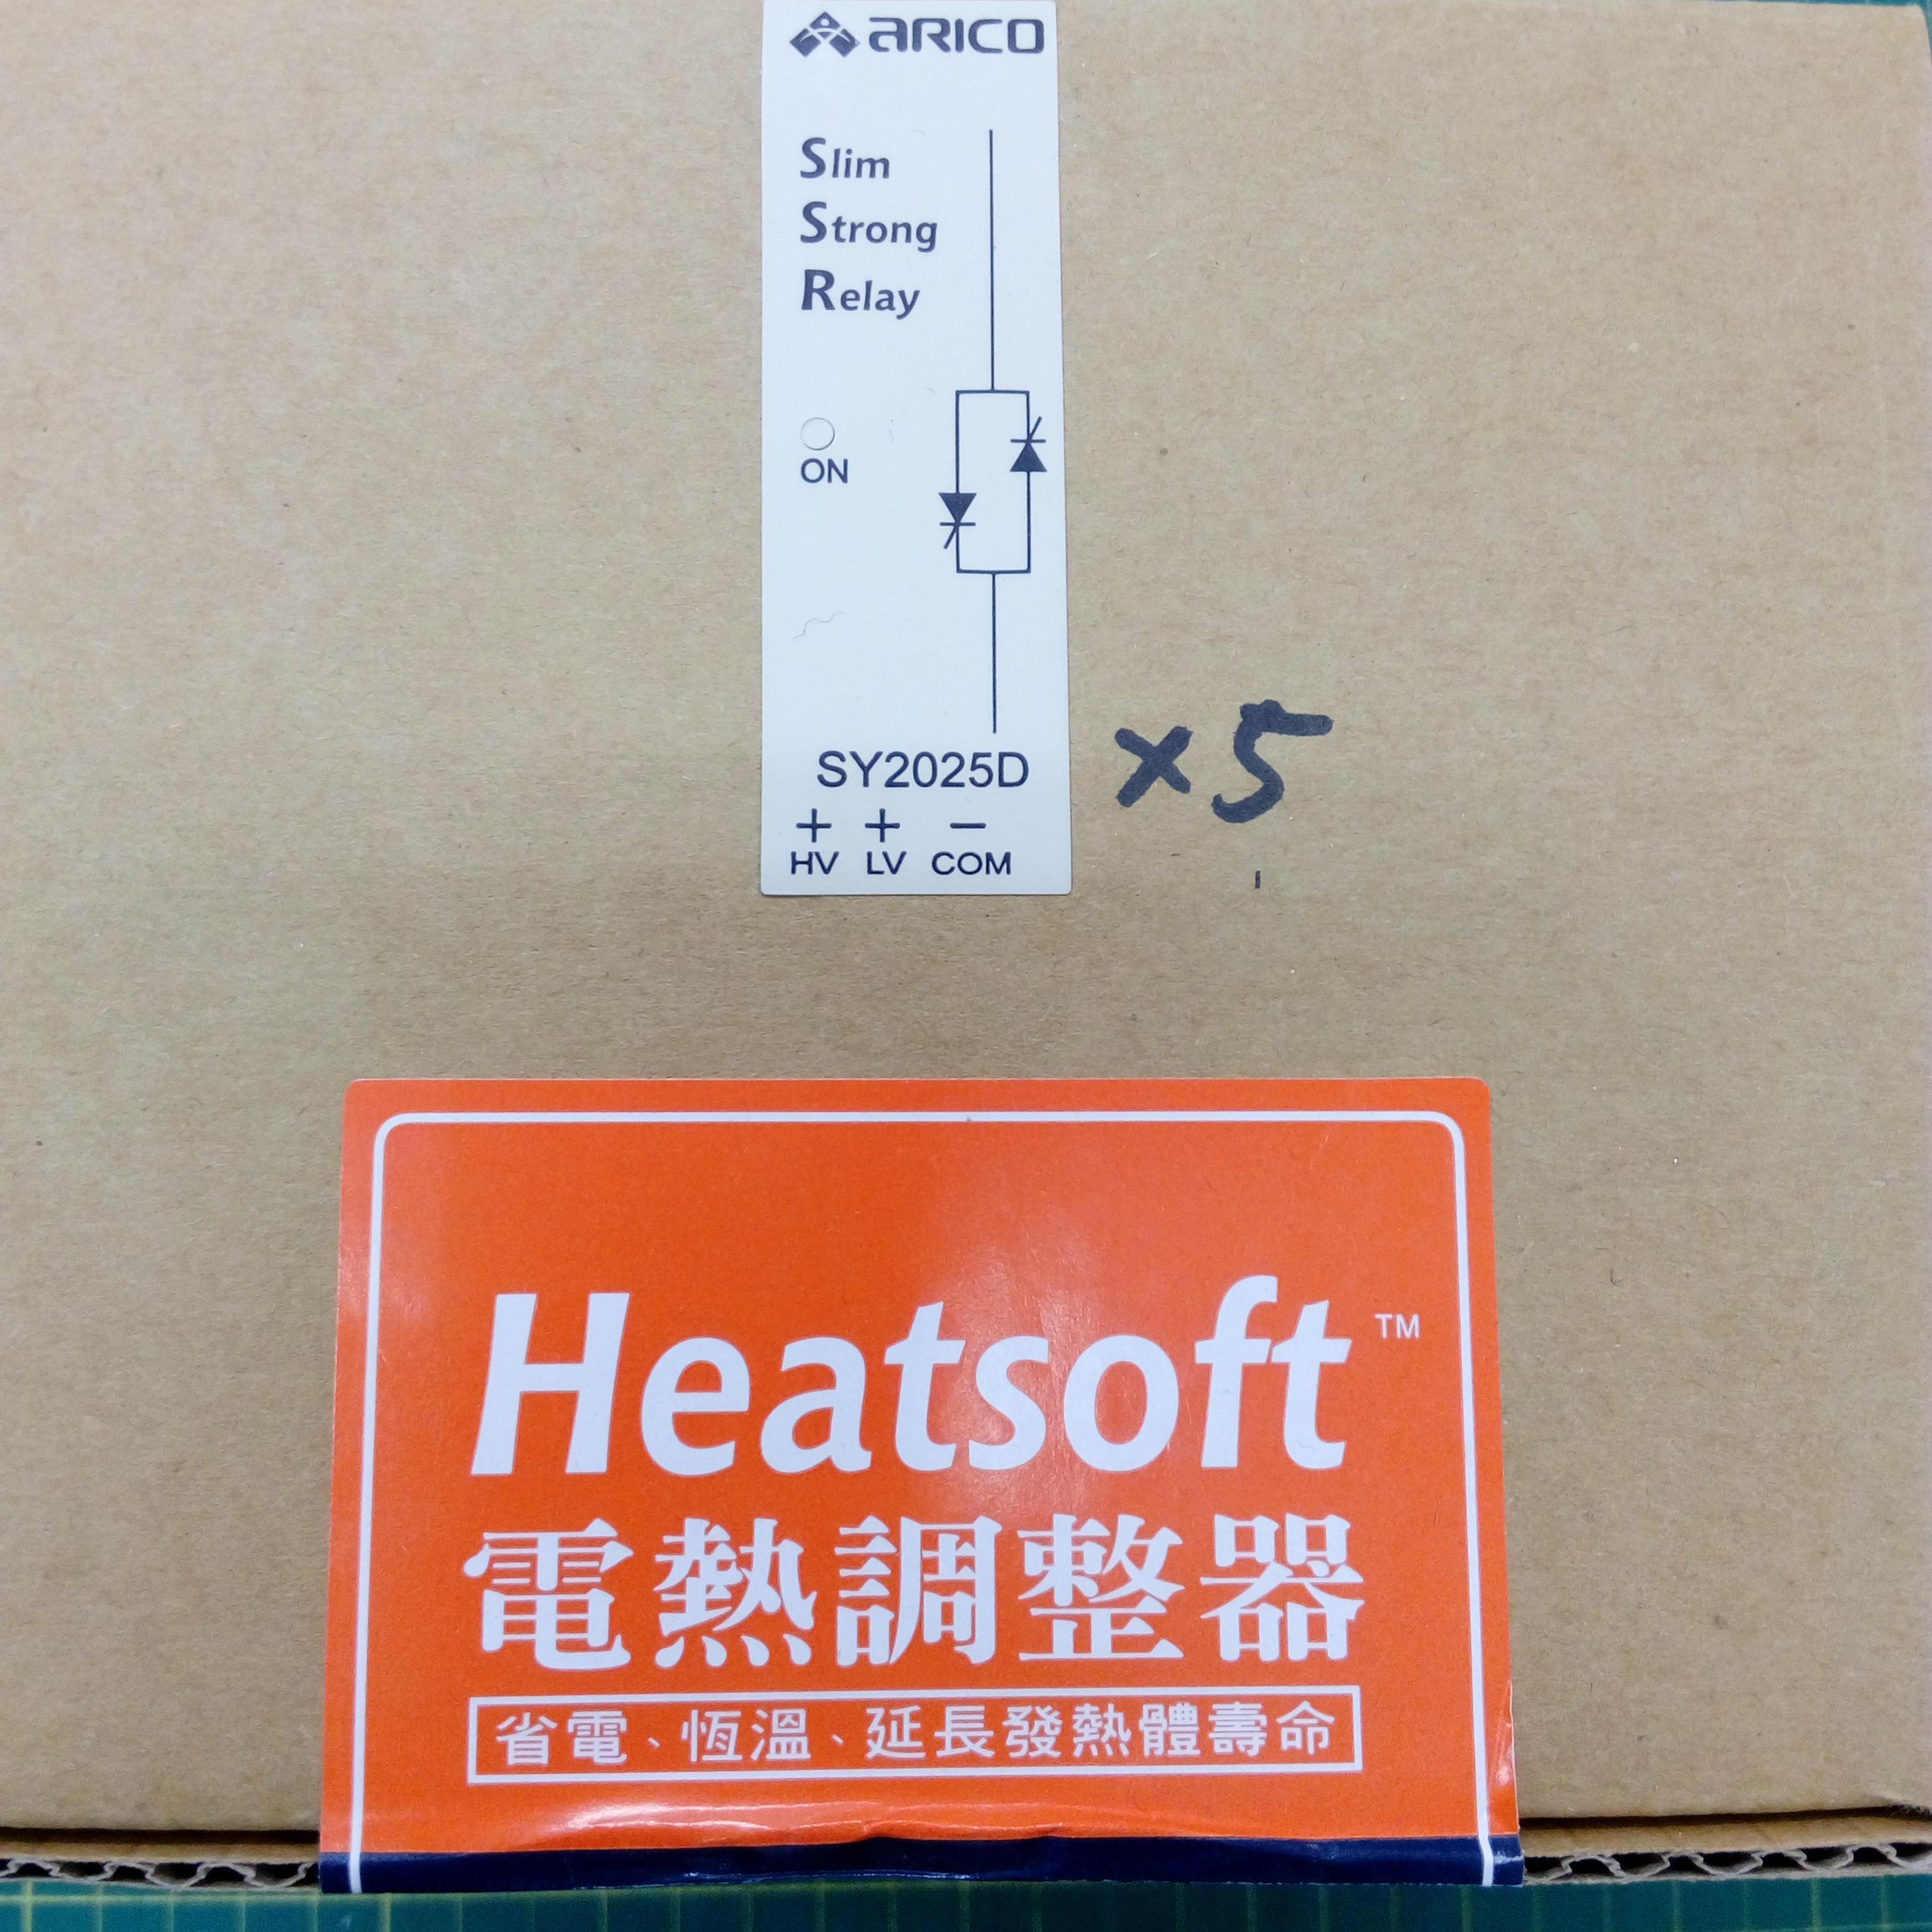 ARICO
Slim
Strong
Relay
ON
SY2025D
×5
+ + −
HV LV COM
Heatsoft™
電熱調整器
省電、恆溫、延長發熱體壽命